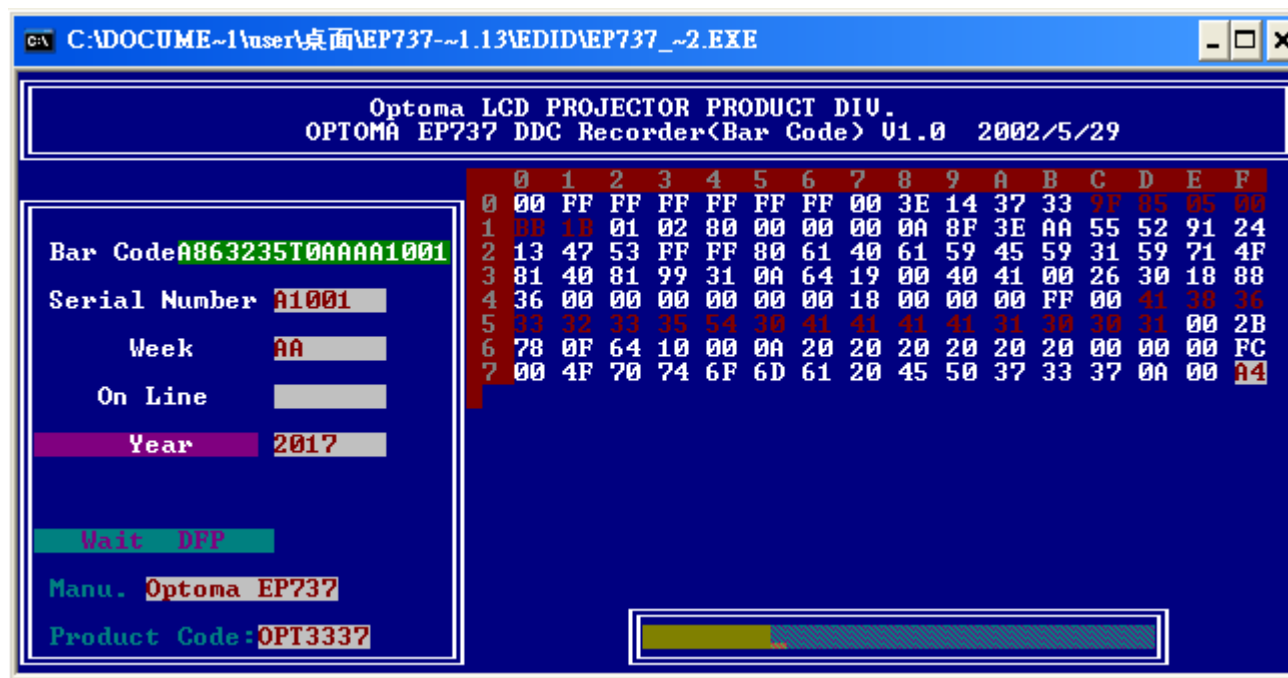 C:\DOCUME~1\user\桌面\EP737-~1.13\EDID\EP737_~2.EXE
Optoma LCD PROJECTOR PRODUCT DIV.
OPTOMA EP737 DDC Recorder(Bar Code) V1.0 2002/5/29
Bar Code A863235T0AAAA1001
Serial Number A1001
Week AA
On Line
Year 2017
Wait DFP
Manu. Optoma EP737
Product Code:OPT3337
0 1 2 3 4 5 6 7 8 9 A B C D E F
0 00 FF FF FF FF FF FF 00 3E 14 37 33 9F 85 05 00
1 BB 1B 01 02 80 00 00 00 0A 8F 3E AA 55 52 91 24
2 13 47 53 FF FF 80 61 40 61 59 45 59 31 59 71 4F
3 81 40 81 99 31 0A 64 19 00 40 41 00 26 30 18 88
4 36 00 00 00 00 00 00 18 00 00 00 FF 00 41 38 36
5 33 32 33 35 54 30 41 41 41 41 31 30 30 31 00 2B
6 78 0F 64 10 00 0A 20 20 20 20 20 20 00 00 00 FC
7 00 4F 70 74 6F 6D 61 20 45 50 37 33 37 0A 00 A4